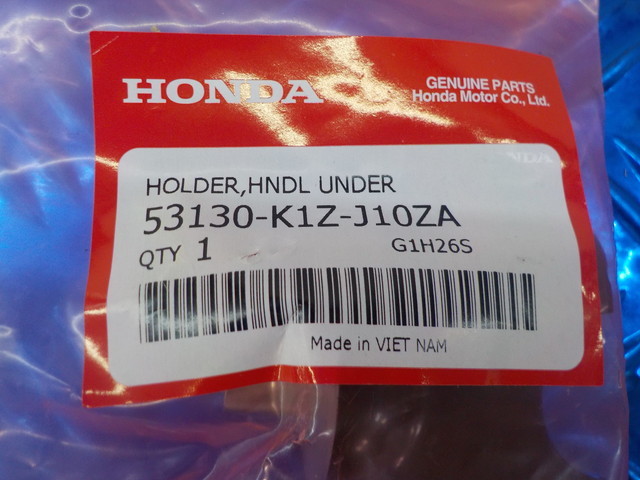 HONDA
GENUINE PARTS
Honda Motor Co., Ltd.
HOLDER,HNDL UNDER
53130-K1Z-J10ZA
QTY 1 G1H26S
Made in VIET NAM